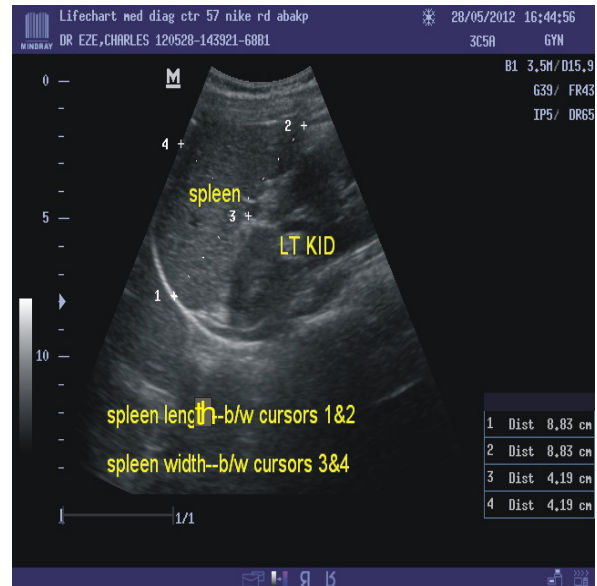 Lifechart med diag ctr 57 nike rd abakp
28/05/2012 16:44:56
MINDRAY
DR EZE,CHARLES 120528-143921-68B1
3C5A
GYN
B1 3.5M/D15.9
G39/ FR43
IP5/ DR65
0
M
2
4
spleen
5
3
LT KID
1
10
spleen length--b/w cursors 1&2
spleen width--b/w cursors 3&4
1 Dist 8.83 cm
2 Dist 8.83 cm
3 Dist 4.19 cm
4 Dist 4.19 cm
1/1